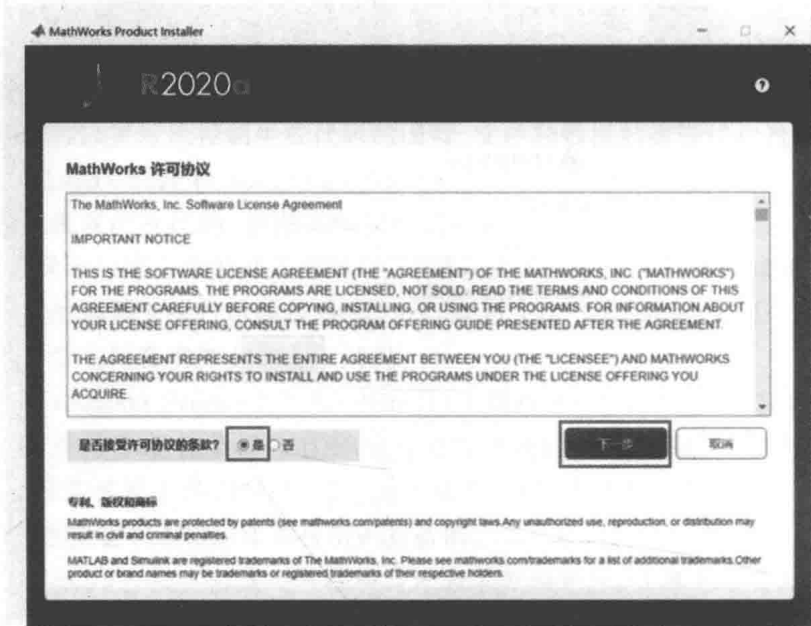 MathWorks Product Installer
R2020a
MathWorks 许可协议
The MathWorks, Inc. Software License Agreement
IMPORTANT NOTICE
THIS IS THE SOFTWARE LICENSE AGREEMENT (THE "AGREEMENT") OF THE MATHWORKS, INC. ("MATHWORKS")
FOR THE PROGRAMS. THE PROGRAMS ARE LICENSED, NOT SOLD. READ THE TERMS AND CONDITIONS OF THIS
AGREEMENT CAREFULLY BEFORE COPYING, INSTALLING, OR USING THE PROGRAMS. FOR INFORMATION ABOUT
YOUR LICENSE OFFERING, CONSULT THE PROGRAM OFFERING GUIDE PRESENTED AFTER THE AGREEMENT.
THE AGREEMENT REPRESENTS THE ENTIRE AGREEMENT BETWEEN YOU (THE "LICENSEE") AND MATHWORKS
CONCERNING YOUR RIGHTS TO INSTALL AND USE THE PROGRAMS UNDER THE LICENSE OFFERING YOU
ACQUIRE.
是否接受许可协议的条款? 是 否 下一步 取消
专利、版权和商标
MathWorks products are protected by patents (see mathworks.com/patents) and copyright laws.Any unauthorized use, reproduction, or distribution may
result in civil and criminal penalties.
MATLAB and Simulink are registered trademarks of The MathWorks, Inc. Please see mathworks.com/trademarks for a list of additional trademarks.Other
product or brand names may be trademarks or registered trademarks of their respective holders.